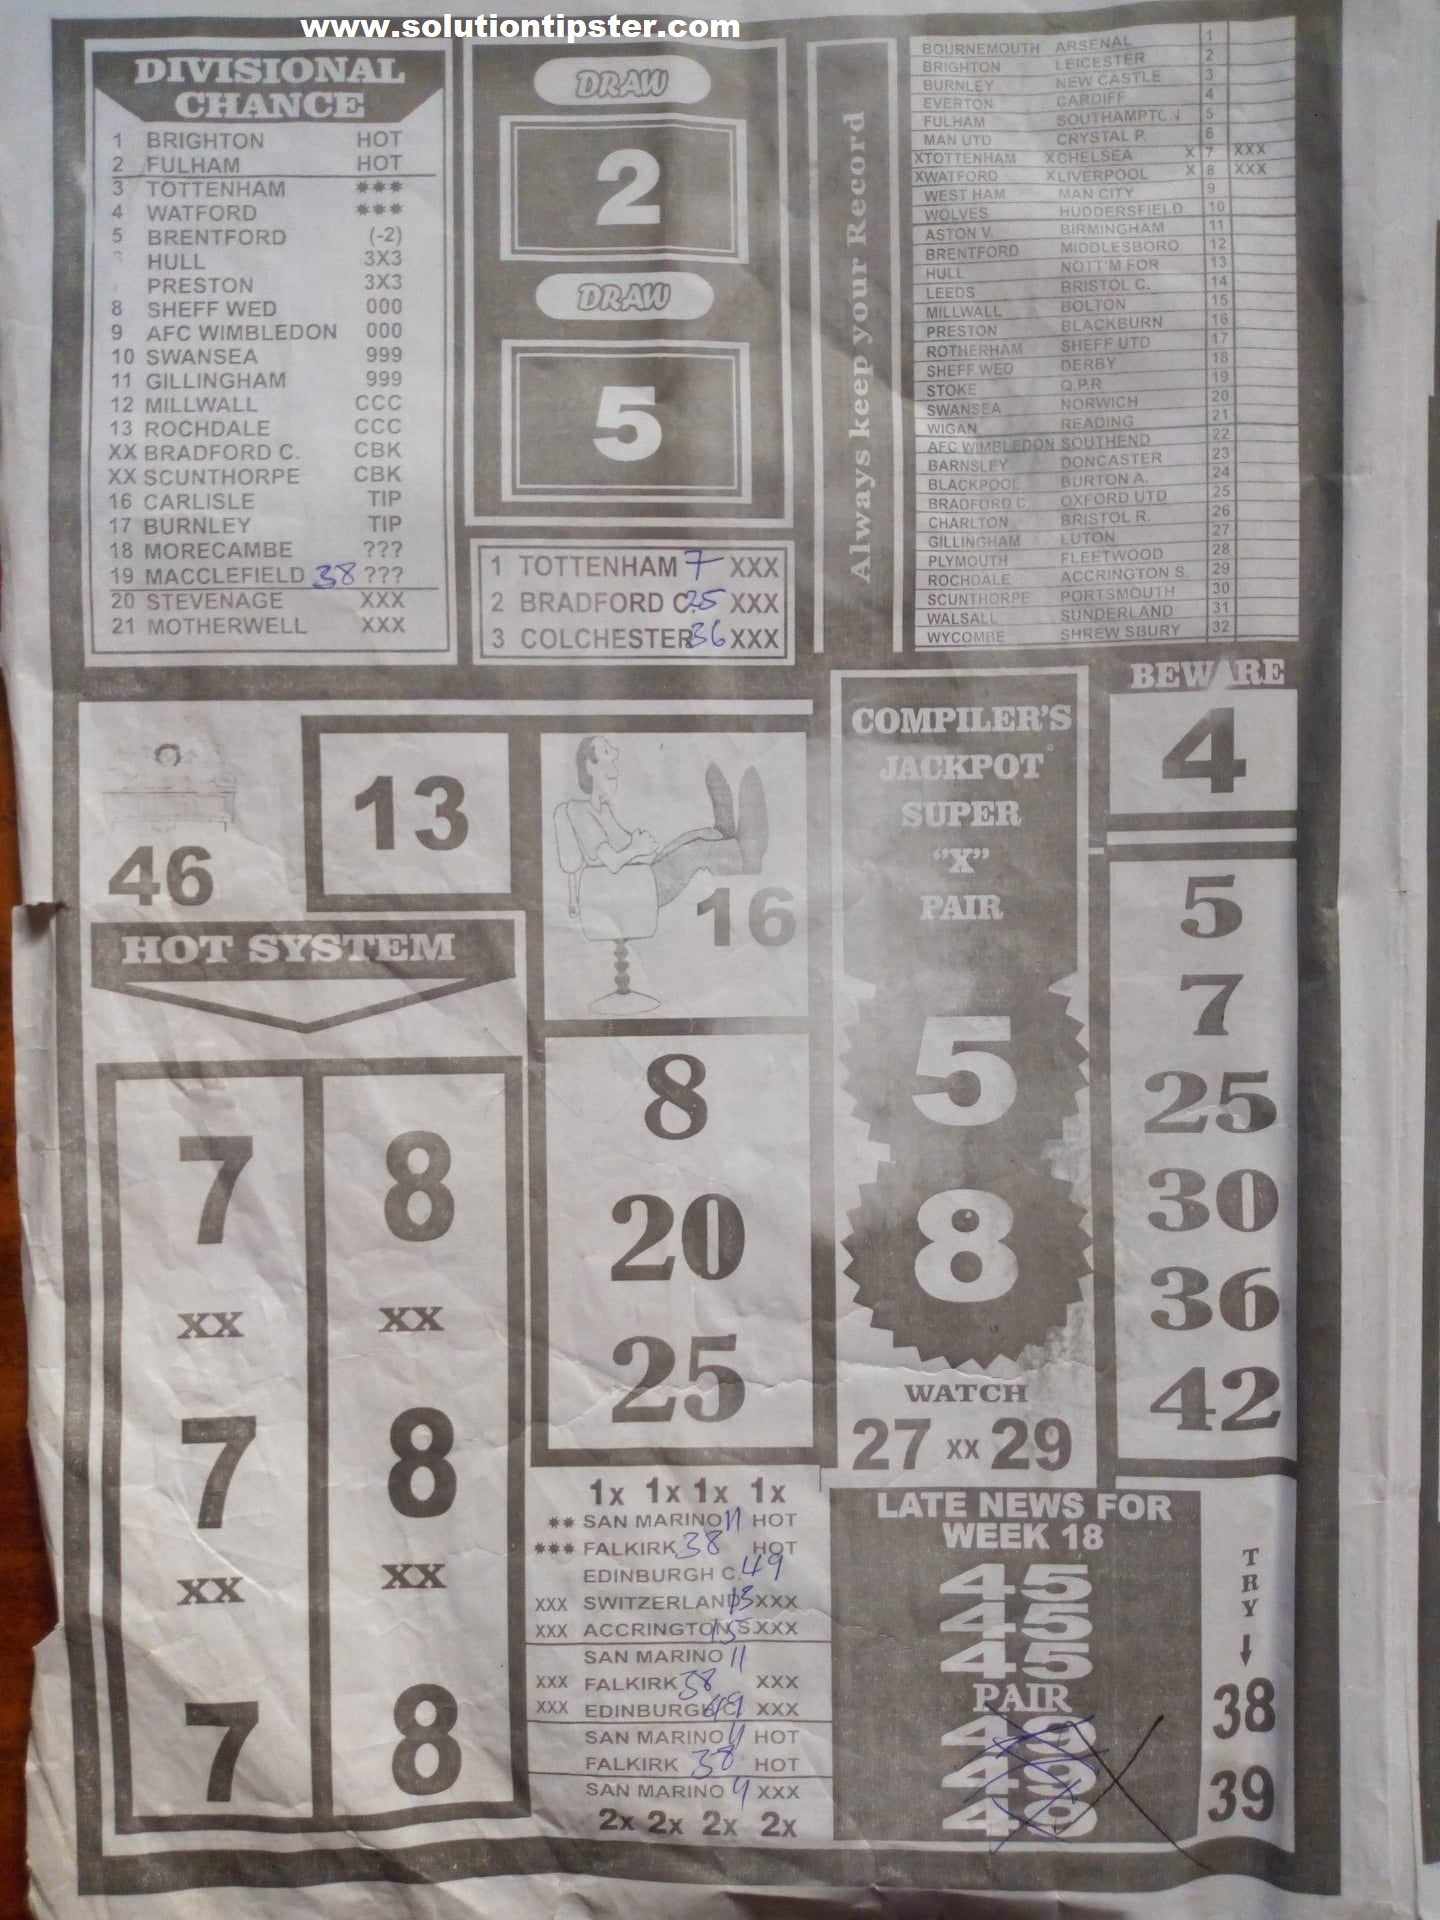 www.solutiontipster.com
DIVISIONAL
CHANCE
1 BRIGHTON HOT
2 FULHAM HOT
3 TOTTENHAM ***
4 WATFORD ***
5 BRENTFORD (-2)
HULL 3X3
PRESTON 3X3
8 SHEFF WED 000
9 AFC WIMBLEDON 000
10 SWANSEA 999
11 GILLINGHAM 999
12 MILLWALL CCC
13 ROCHDALE CCC
XX BRADFORD C. CBK
XX SCUNTHORPE CBK
16 CARLISLE TIP
17 BURNLEY TIP
18 MORECAMBE ???
19 MACCLEFIELD 38 ???
20 STEVENAGE XXX
21 MOTHERWELL XXX
DRAW
2
DRAW
5
1 TOTTENHAM 7 XXX
2 BRADFORD C 25 XXX
3 COLCHESTER 36 XXX
Always keep your Record
BOURNEMOUTH ARSENAL 1
BRIGHTON LEICESTER 2
BURNLEY NEW CASTLE 3
EVERTON CARDIFF 4
FULHAM SOUTHAMPTON 5
MAN UTD CRYSTAL P. 6
XTOTTENHAM XCHELSEA X 7 XXX
XWATFORD XLIVERPOOL X 8 XXX
WEST HAM MAN CITY 9
WOLVES HUDDERSFIELD 10
ASTON V. BIRMINGHAM 11
BRENTFORD MIDDLESBORO 12
HULL NOTT'M FOR 13
LEEDS BRISTOL C. 14
MILLWALL BOLTON 15
PRESTON BLACKBURN 16
ROTHERHAM SHEFF UTD 17
SHEFF WED DERBY 18
STOKE Q.P.R 19
SWANSEA NORWICH 20
WIGAN READING 21
AFC WIMBLEDON SOUTHEND 22
BARNSLEY DONCASTER 23
BLACKPOOL BURTON A. 24
BRADFORD C. OXFORD UTD 25
CHARLTON BRISTOL R. 26
GILLINGHAM LUTON 27
PLYMOUTH FLEETWOOD 28
ROCHDALE ACCRINGTON S. 29
SCUNTHORPE PORTSMOUTH 30
WALSALL SUNDERLAND 31
WYCOMBE SHREW SBURY 32
46
13
16
HOT SYSTEM
7 8
XX XX
7 8
XX XX
7 8
8
20
25
1x 1x 1x 1x
** SAN MARINO 11 HOT
*** FALKIRK 38 HOT
EDINBURGH C. 49
XXX SWITZERLAND 13 XXX
XXX ACCRINGTON S. 15 XXX
SAN MARINO 11
XXX FALKIRK 38 XXX
XXX EDINBURGH C 49 XXX
SAN MARINO 11 HOT
FALKIRK 38 HOT
SAN MARINO XXX
2x 2x 2x 2x
COMPILER'S
JACKPOT
SUPER
"X"
PAIR
5
8
WATCH
27 XX 29
BEWARE
4
5
7
25
30
36
42
LATE NEWS FOR
WEEK 18
45
45
45
PAIR
49
49
49
TRY
38
39